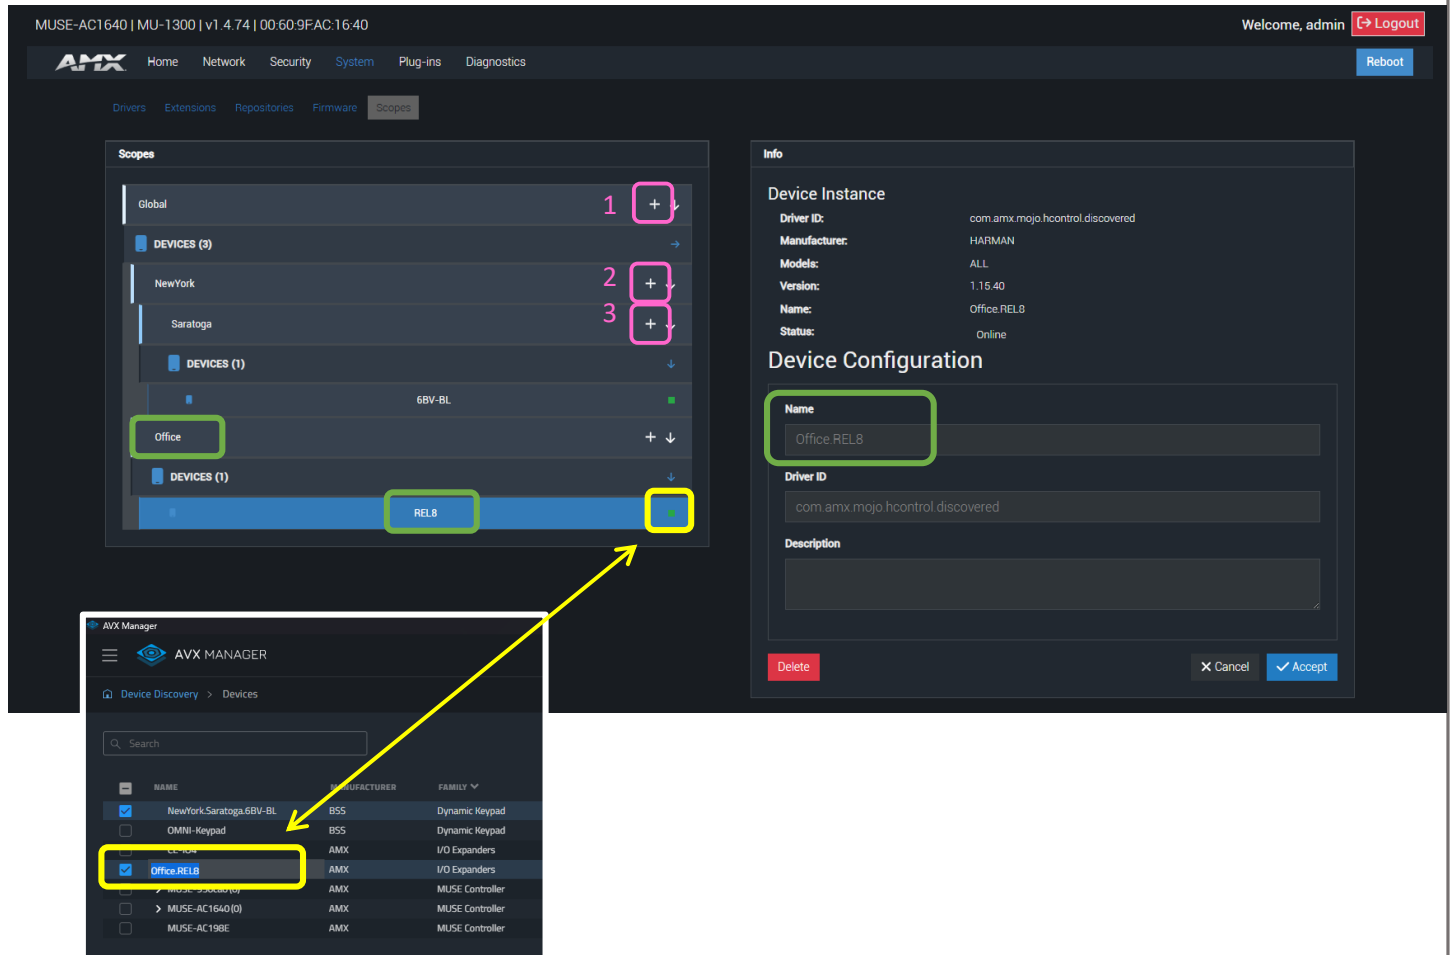 MUSE-AC1640 | MU-1300 | v1.4.74 | 00:60:9F:AC:16:40
Welcome, admin
Logout
AMX
Home Network Security System Plug-ins Diagnostics
Reboot
Drivers Extensions Repositories Firmware Scopes
Scopes
Global
1
DEVICES (3)
NewYork
2
Saratoga
3
DEVICES (1)
6BV-BL
Office
DEVICES (1)
REL8
Info
Device Instance
Driver ID: com.amx.mojo.hcontrol.discovered
Manufacturer: HARMAN
Models: ALL
Version: 1.15.40
Name: Office.REL8
Status: Online
Device Configuration
Name
Office.REL8
Driver ID
com.amx.mojo.hcontrol.discovered
Description
Delete
Cancel
Accept
AVX Manager
AVX MANAGER
Device Discovery > Devices
Search
NAME MANUFACTURER FAMILY
NewYork.Saratoga.6BV-BL BSS Dynamic Keypad
OMNI-Keypad BSS Dynamic Keypad
AMX I/O Expanders
Office.REL8 AMX I/O Expanders
AMX MUSE Controller
MUSE-AC1640 (0) AMX MUSE Controller
MUSE-AC198E AMX MUSE Controller